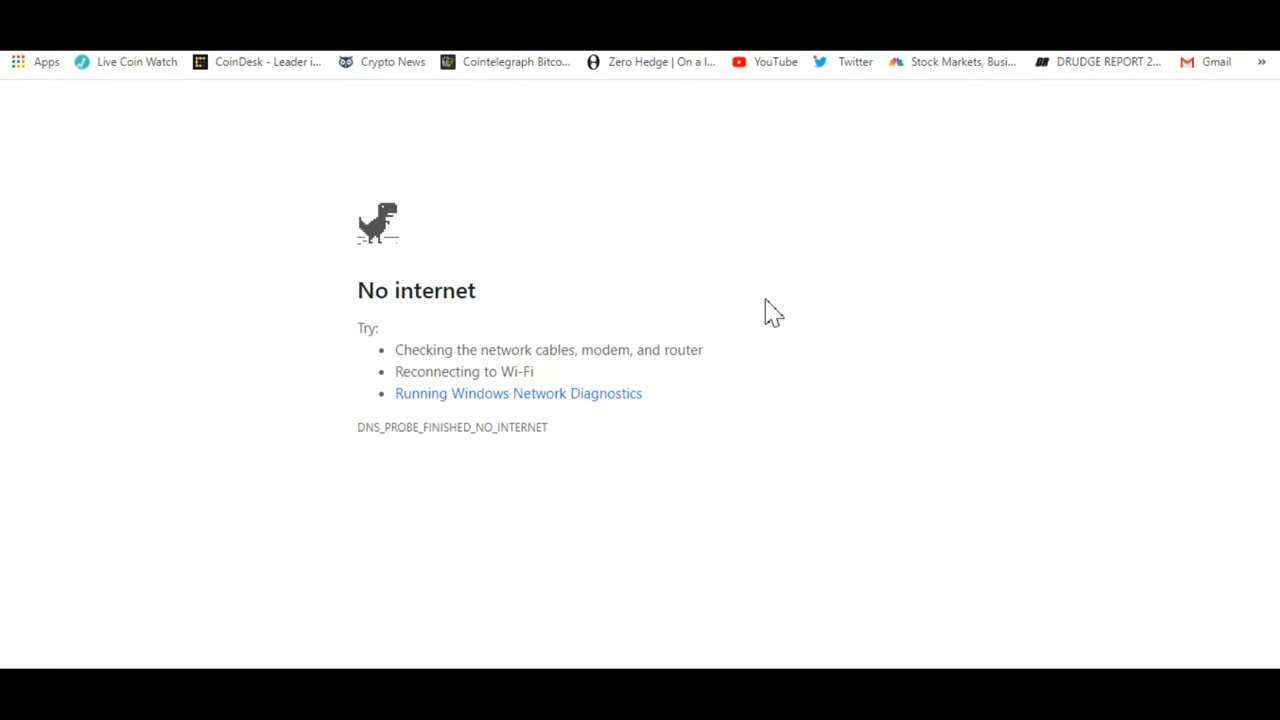 Apps Live Coin Watch CoinDesk - Leader i... Crypto News Cointelegraph Bitco... Zero Hedge | On a l... YouTube Twitter Stock Markets, Busi... DR DRUDGE REPORT 2... Gmail »
No internet
Try:
• Checking the network cables, modem, and router
• Reconnecting to Wi-Fi
• Running Windows Network Diagnostics
DNS_PROBE_FINISHED_NO_INTERNET